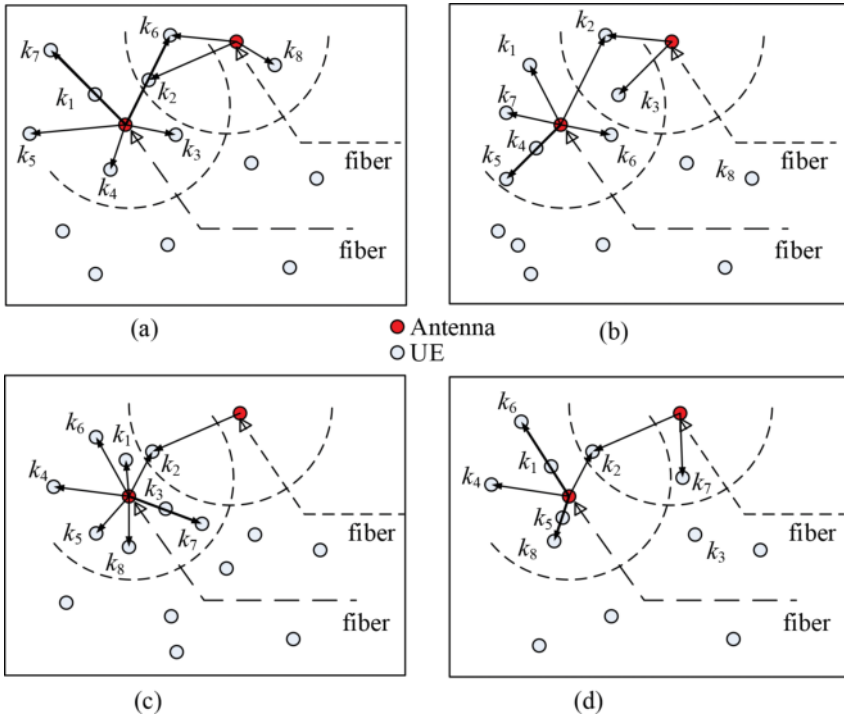 k6
k7
k8
k1
k2
k5
k3
k4
fiber
fiber
(a)
k2
k1
k7
k3
k4
k5
k6
k8
fiber
fiber
(b)
Antenna
UE
k6
k1
k2
k4
k3
k5
k7
k8
fiber
fiber
(c)
k6
k1
k2
k4
k7
k5
k8
k3
fiber
fiber
(d)